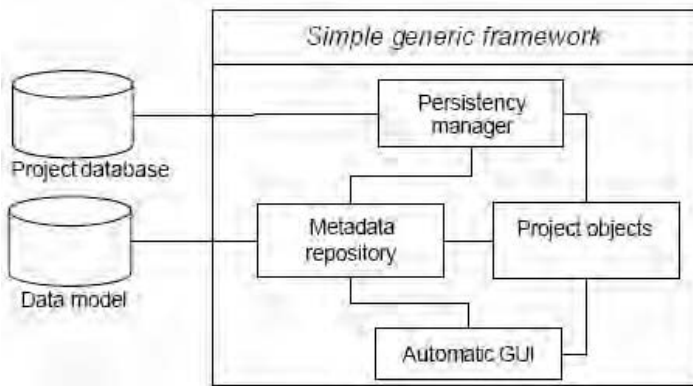 Simple generic framework
Persistency
manager
Project database
Metadata
repository
Project objects
Data model
Automatic GUI